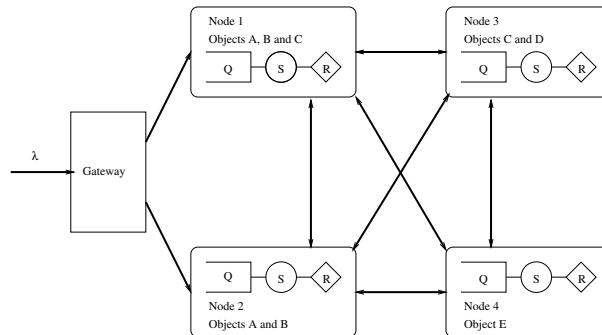 Node 1
Objects A, B and C
Q
S
R
Node 3
Objects C and D
Q
S
R
λ
Gateway
Q
S
R
Node 2
Objects A and B
Q
S
R
Node 4
Object E